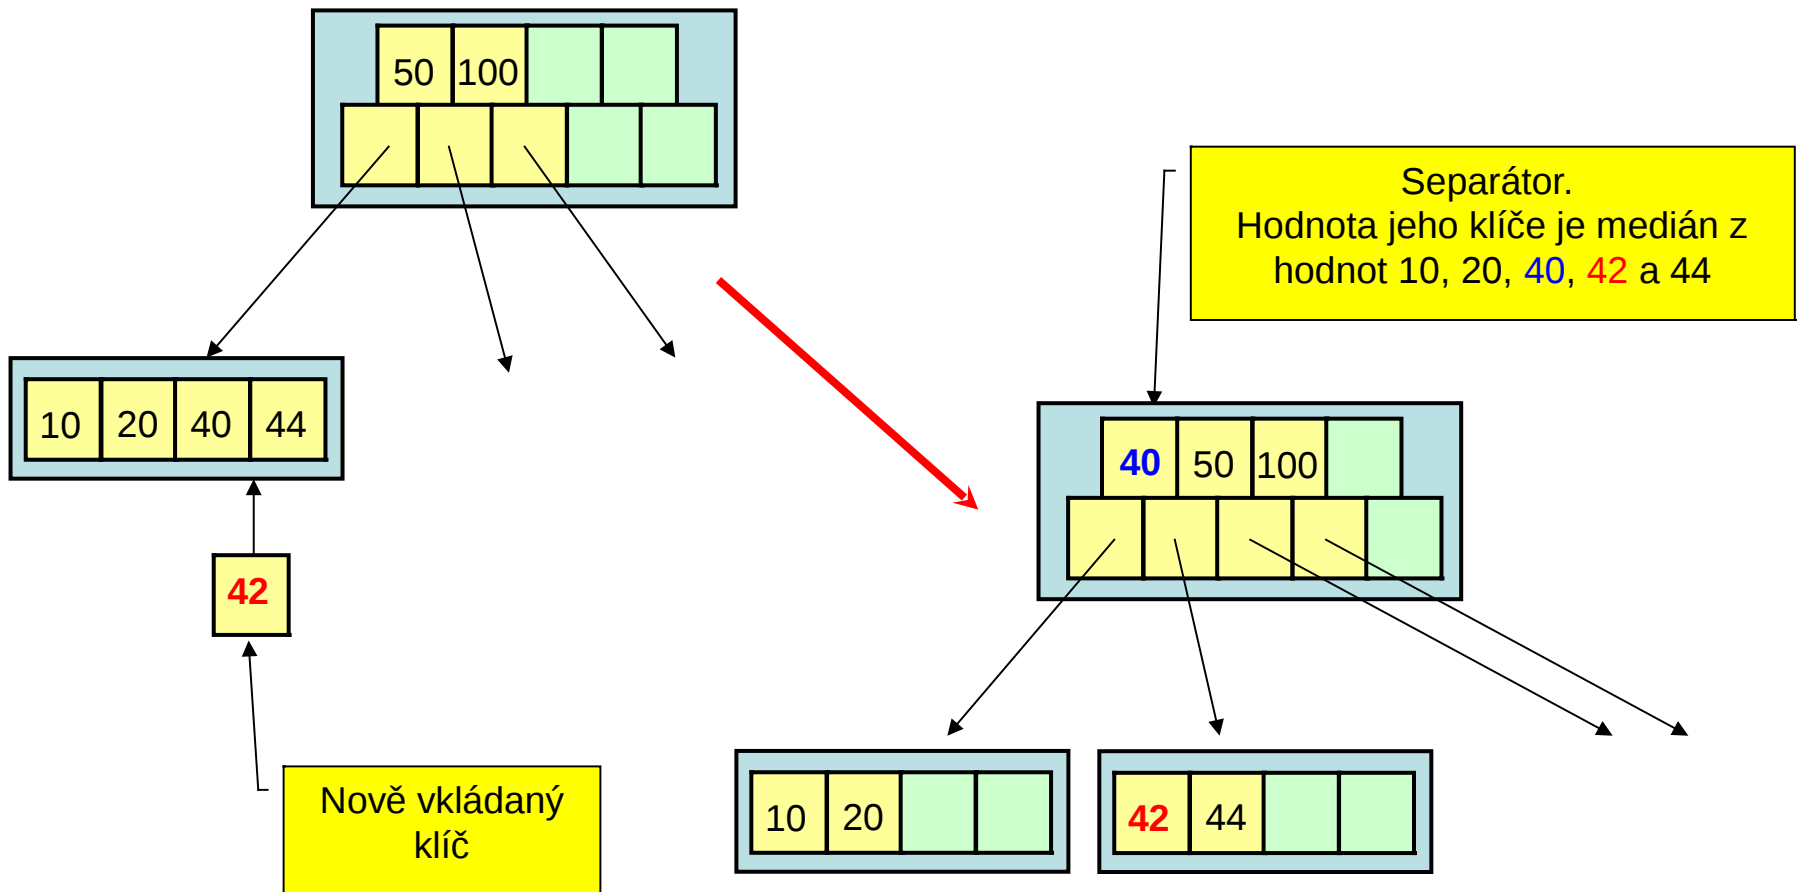 50 100
Separátor.
Hodnota jeho klíče je medián z
hodnot 10, 20, 40, 42 a 44
10 20 40 44
40 50 100
42
Nově vkládaný
klíč
10 20
42 44